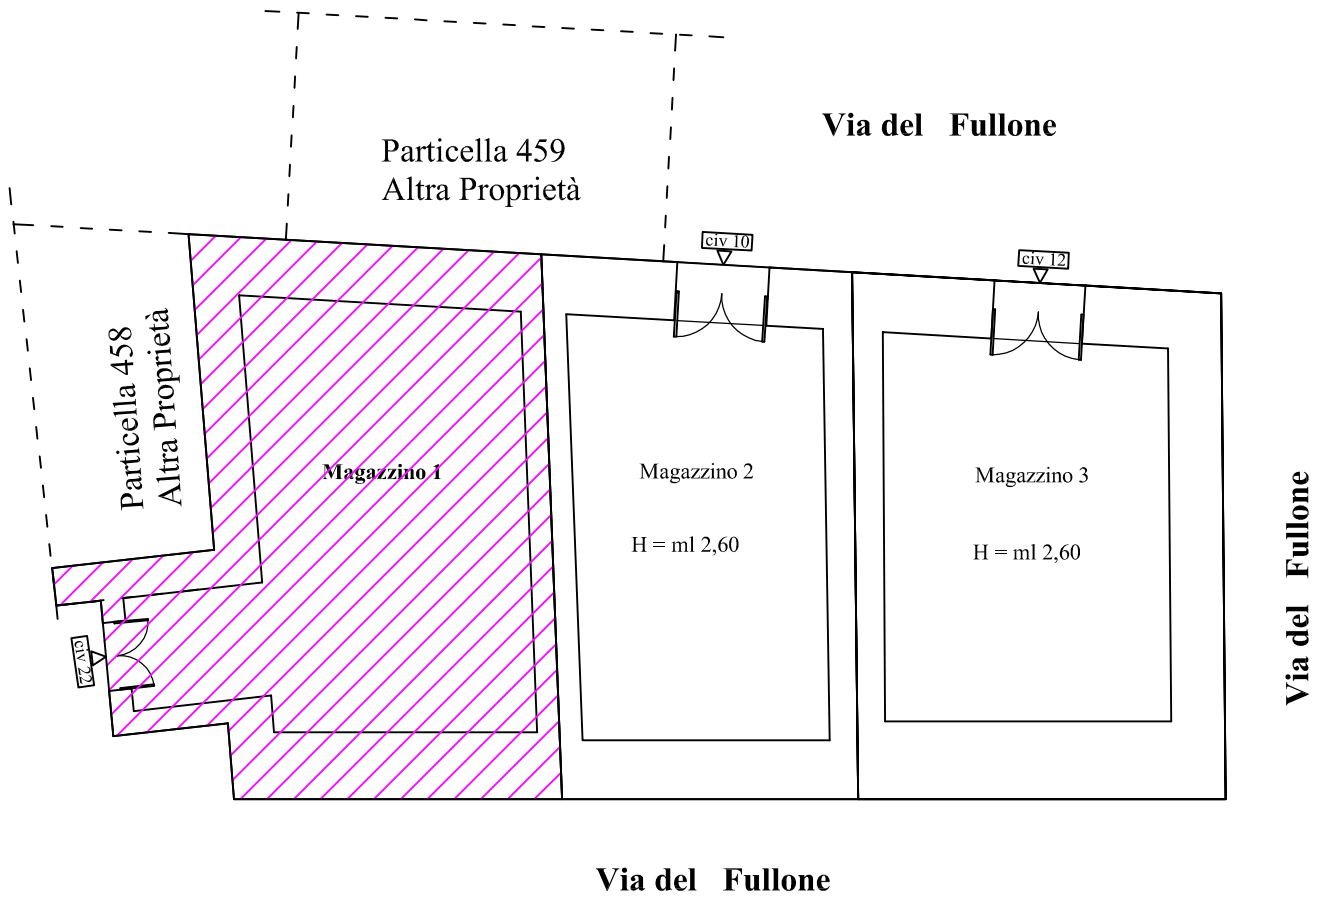 Via del Fullone
Particella 459
Altra Proprietà
civ 10
civ 12
Particella 458
Altra Proprietà
Magazzino 1
Magazzino 2
H = ml 2,60
Magazzino 3
H = ml 2,60
Via del Fullone
civ 22
Via del Fullone